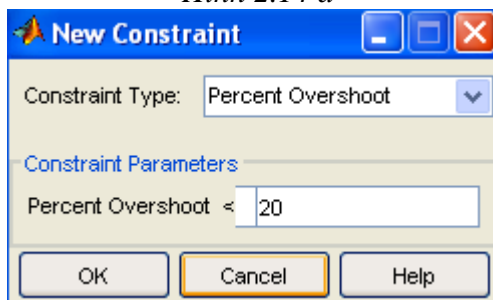 New Constraint
Constraint Type: Percent Overshoot
Constraint Parameters
Percent Overshoot < 20
OK Cancel Help